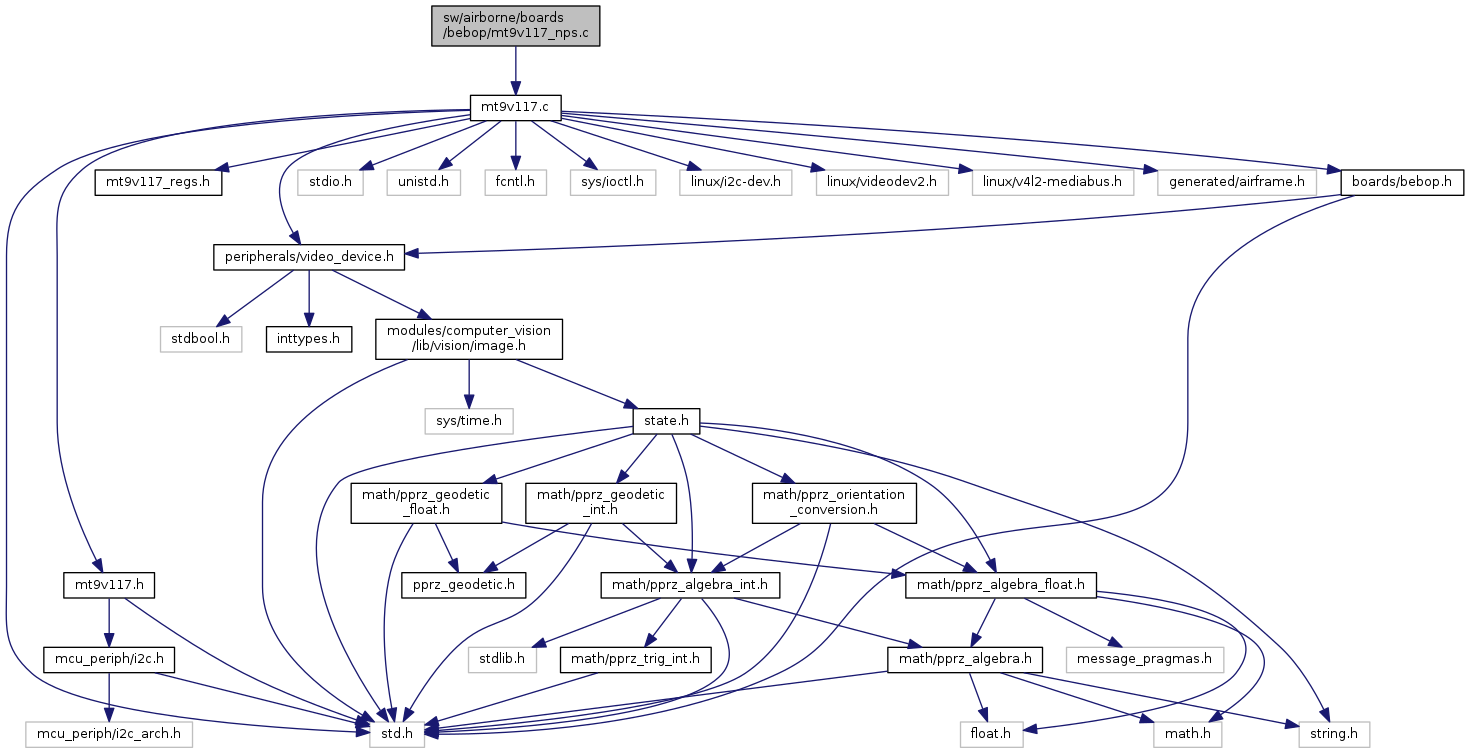 sw/airborne/boards
/bebop/mt9v117_nps.c
mt9v117.c
mt9v117_regs.h
stdio.h
unistd.h
fcntl.h
sys/ioctl.h
linux/i2c-dev.h
linux/videodev2.h
linux/v4l2-mediabus.h
generated/airframe.h
boards/bebop.h
peripherals/video_device.h
stdbool.h
inttypes.h
modules/computer_vision
/lib/vision/image.h
sys/time.h
state.h
math/pprz_geodetic
_float.h
math/pprz_geodetic
_int.h
math/pprz_orientation
_conversion.h
mt9v117.h
pprz_geodetic.h
math/pprz_algebra_int.h
math/pprz_algebra_float.h
mcu_periph/i2c.h
stdlib.h
math/pprz_trig_int.h
math/pprz_algebra.h
message_pragmas.h
mcu_periph/i2c_arch.h
std.h
float.h
math.h
string.h